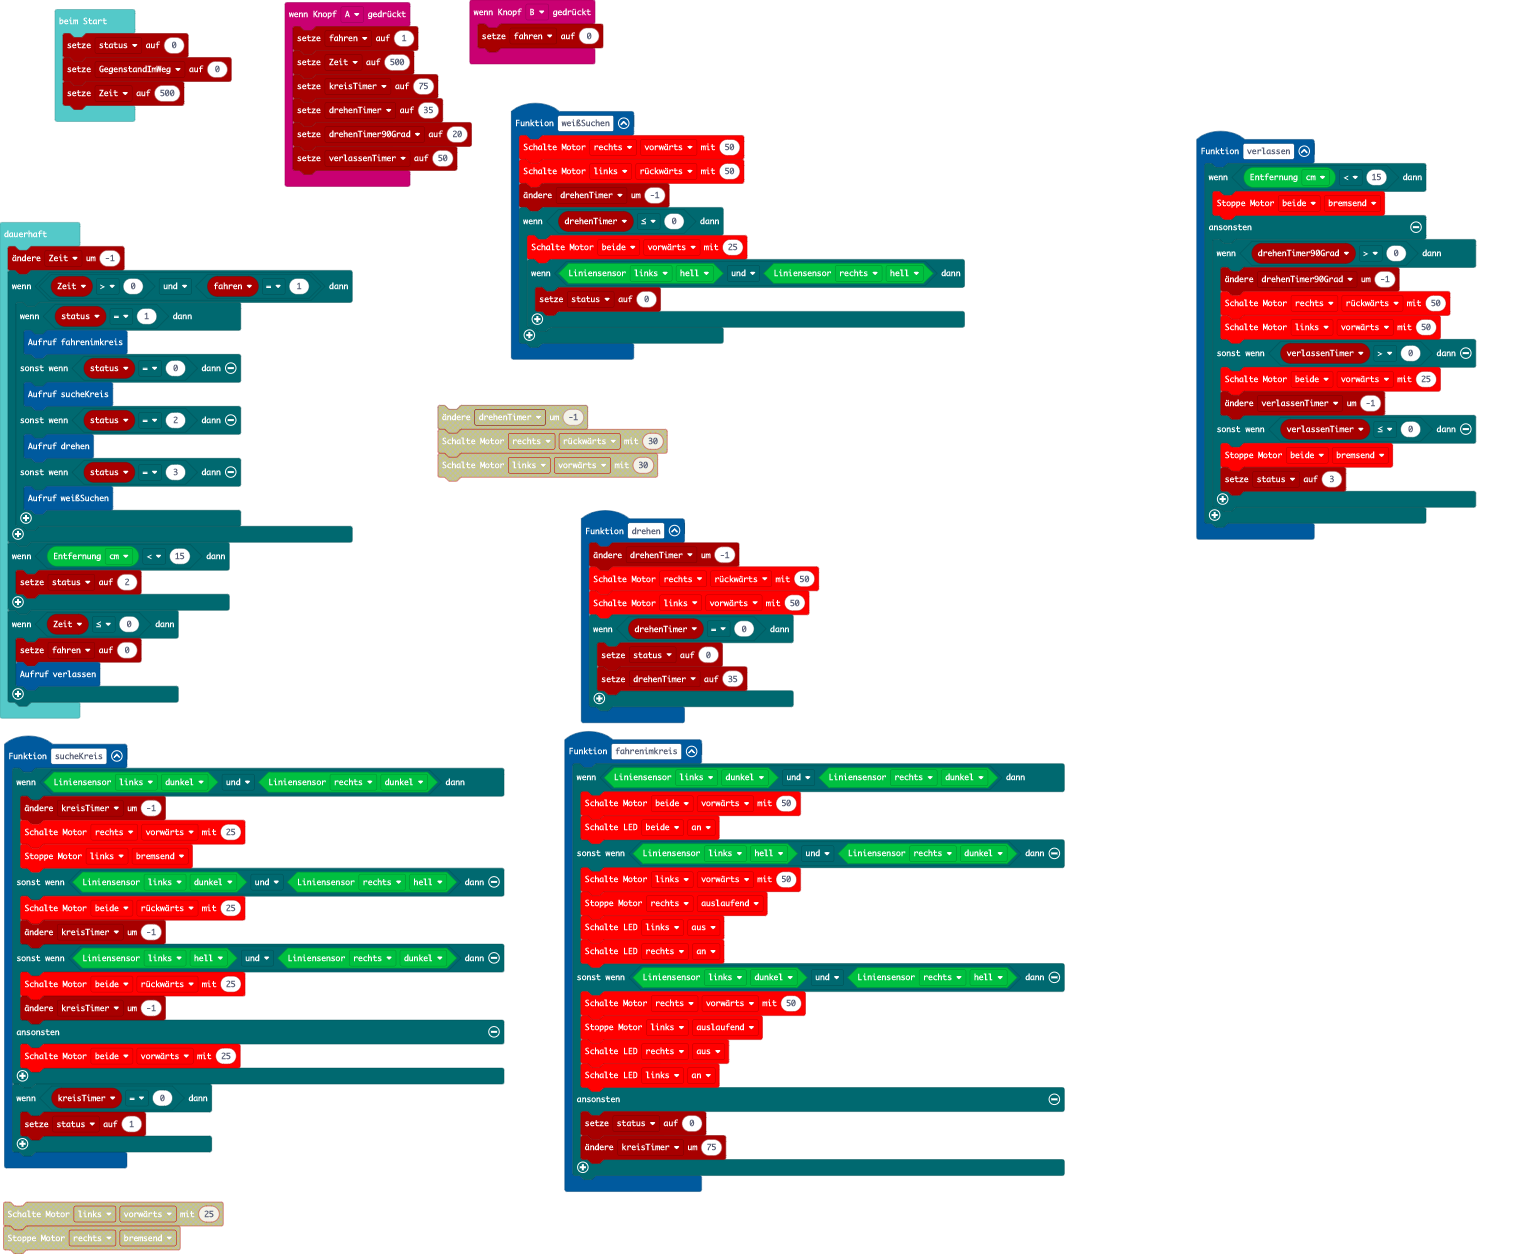 beim Start
setze status auf 0
setze GegenstandImWeg auf 0
setze Zeit auf 500
wenn Knopf A gedrückt
setze fahren auf 1
setze Zeit auf 500
setze kreisTimer auf 75
setze drehenTimer auf 35
setze drehenTimer90Grad auf 20
setze verlassenTimer auf 50
wenn Knopf B gedrückt
setze fahren auf 0
Funktion weißSuchen
Schalte Motor rechts vorwärts mit 50
Schalte Motor links rückwärts mit 50
ändere drehenTimer um -1
wenn drehenTimer ≤ 0 dann
Schalte Motor beide vorwärts mit 25
wenn Liniensensor links hell und Liniensensor rechts hell dann
setze status auf 0
Funktion verlassen
wenn Entfernung cm < 15 dann
Stoppe Motor beide bremsend
ansonsten
wenn drehenTimer90Grad > 0 dann
ändere drehenTimer90Grad um -1
Schalte Motor rechts rückwärts mit 50
Schalte Motor links vorwärts mit 50
sonst wenn verlassenTimer > 0 dann
Schalte Motor beide vorwärts mit 25
ändere verlassenTimer um -1
sonst wenn verlassenTimer ≤ 0 dann
Stoppe Motor beide bremsend
setze status auf 3
dauerhaft
ändere Zeit um -1
wenn Zeit > 0 und fahren = 1 dann
wenn status = 1 dann
Aufruf fahrenimkreis
sonst wenn status = 0 dann
Aufruf sucheKreis
sonst wenn status = 2 dann
Aufruf drehen
sonst wenn status = 3 dann
Aufruf weißSuchen
wenn Entfernung cm < 15 dann
setze status auf 2
wenn Zeit ≤ 0 dann
setze fahren auf 0
Aufruf verlassen
ändere drehenTimer um -1
Schalte Motor rechts rückwärts mit 30
Schalte Motor links vorwärts mit 30
Funktion drehen
ändere drehenTimer um -1
Schalte Motor rechts rückwärts mit 50
Schalte Motor links vorwärts mit 50
wenn drehenTimer = 0 dann
setze status auf 0
setze drehenTimer auf 35
Funktion sucheKreis
wenn Liniensensor links dunkel und Liniensensor rechts dunkel dann
ändere kreisTimer um -1
Schalte Motor rechts vorwärts mit 25
Stoppe Motor links bremsend
sonst wenn Liniensensor links dunkel und Liniensensor rechts hell dann
Schalte Motor beide rückwärts mit 25
ändere kreisTimer um -1
sonst wenn Liniensensor links hell und Liniensensor rechts dunkel dann
Schalte Motor beide rückwärts mit 25
ändere kreisTimer um -1
ansonsten
Schalte Motor beide vorwärts mit 25
wenn kreisTimer = 0 dann
setze status auf 1
Funktion fahrenimkreis
wenn Liniensensor links dunkel und Liniensensor rechts dunkel dann
Schalte Motor beide vorwärts mit 50
Schalte LED beide an
sonst wenn Liniensensor links hell und Liniensensor rechts dunkel dann
Schalte Motor links vorwärts mit 50
Stoppe Motor rechts auslaufend
Schalte LED links aus
Schalte LED rechts an
sonst wenn Liniensensor links dunkel und Liniensensor rechts hell dann
Schalte Motor rechts vorwärts mit 50
Stoppe Motor links auslaufend
Schalte LED rechts aus
Schalte LED links an
ansonsten
setze status auf 0
ändere kreisTimer um 75
Schalte Motor links vorwärts mit 25
Stoppe Motor rechts bremsend